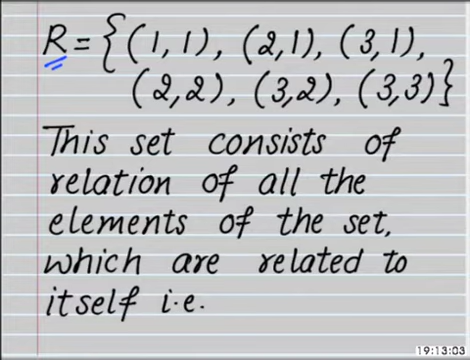 R = {(1,1), (2,1), (3,1),
(2,2), (3,2), (3,3)}
This set consists of
relation of all the
elements of the set,
which are related to
itself i.e.
19:13:03